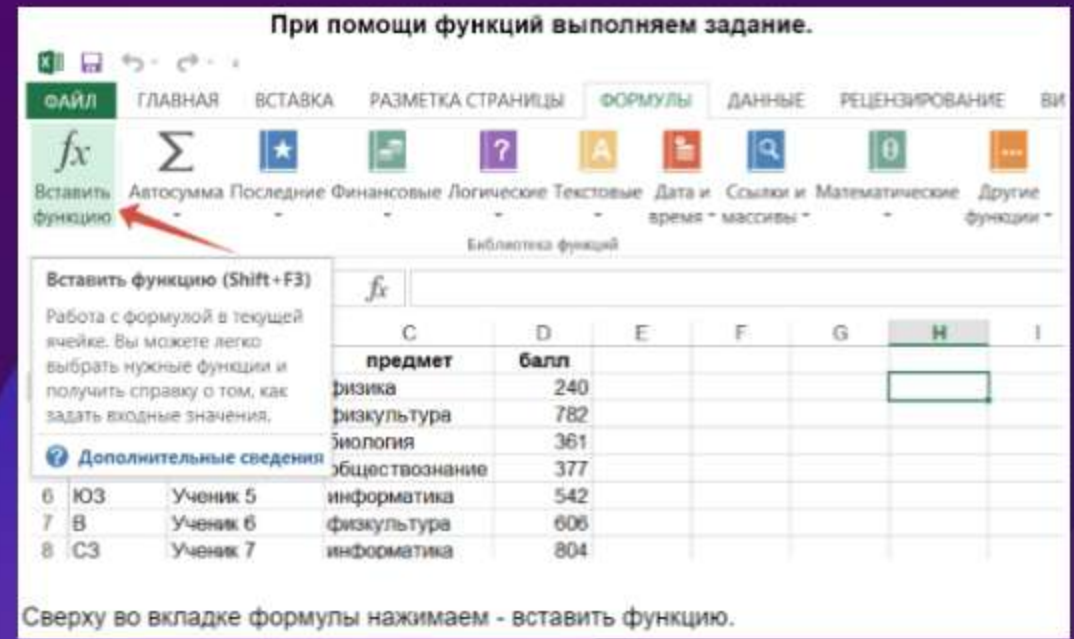 При помощи функций выполняем задание.
ФАЙЛ ГЛАВНАЯ ВСТАВКА РАЗМЕТКА СТРАНИЦЫ ФОРМУЛЫ ДАННЫЕ РЕЦЕНЗИРОВАНИЕ ВИ
fx Σ ? A θ
Вставить Автосумма Последние Финансовые Логические Текстовые Дата и Ссылки и Математические Другие
функцию время массивы функции
Библиотека функций
Вставить функцию (Shift+F3)
fx
Работа с формулой в текущей
ячейке. Вы можете легко
выбрать нужные функции и
получить справку о том, как
задать входные значения.
Дополнительные сведения
C D E F G H I
предмет балл
физика 240
физкультура 782
биология 361
обществознание 377
6 ЮЗ Ученик 5 информатика 542
7 В Ученик 6 физкультура 606
8 СЗ Ученик 7 информатика 804
Сверху во вкладке формулы нажимаем - вставить функцию.